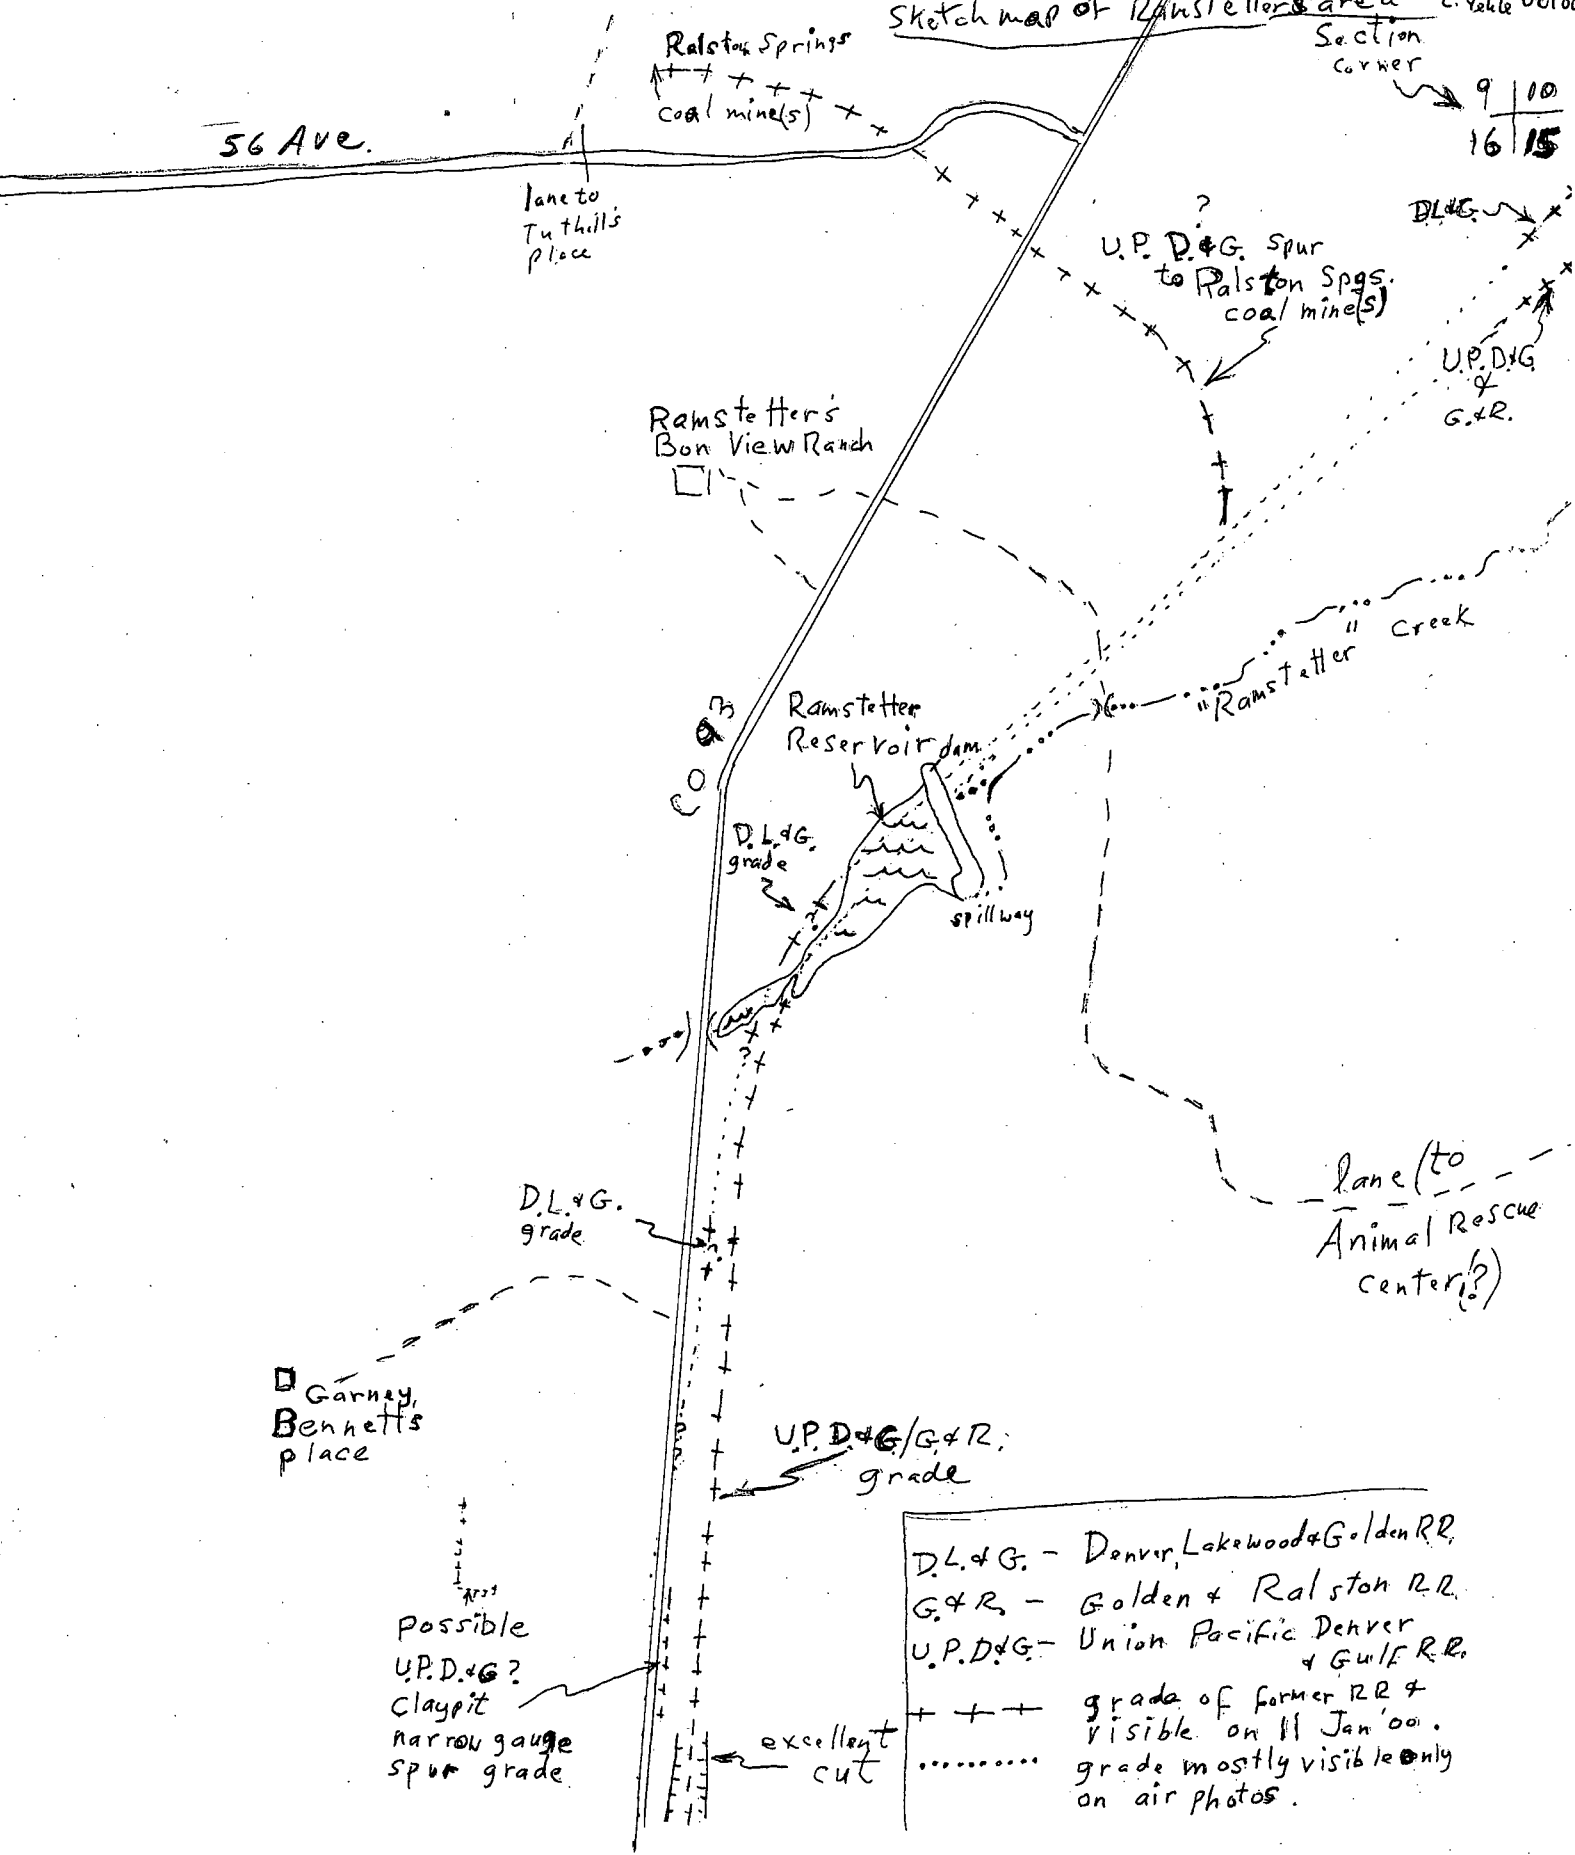 Sketch map of Ramstetters area
Section
corner
9 10
16 15
Ralston Springs
coal mine(s)
56 Ave.
lane to
Tuthill's
place
?
U.P. D.&G. Spur
to Ralston Spgs.
coal mine(s)
D.L.&G.
U.P.D.&G.
&
G.&R.
Ramstetter's
Bon View Ranch
"Ramstetter" Creek
CO 93
Ramstetter
Reservoir
dam
D.L.&G.
grade
?
spillway
?
D.L.&G.
grade
?
lane (to
Animal Rescue
center!?)
Garney,
Bennett's
place
U.P.D.&G/G.&R.
grade
possible
U.P.D.&G?
claypit
narrow gauge
spur grade
excellent
cut
D.L.&G. - Denver, Lakewood & Golden RR.
G.&R. - Golden & Ralston RR.
U.P.D.&G. - Union Pacific Denver
& Gulf R.R.
grade of former RR &
visible on 11 Jan '00.
grade mostly visible only
on air photos.